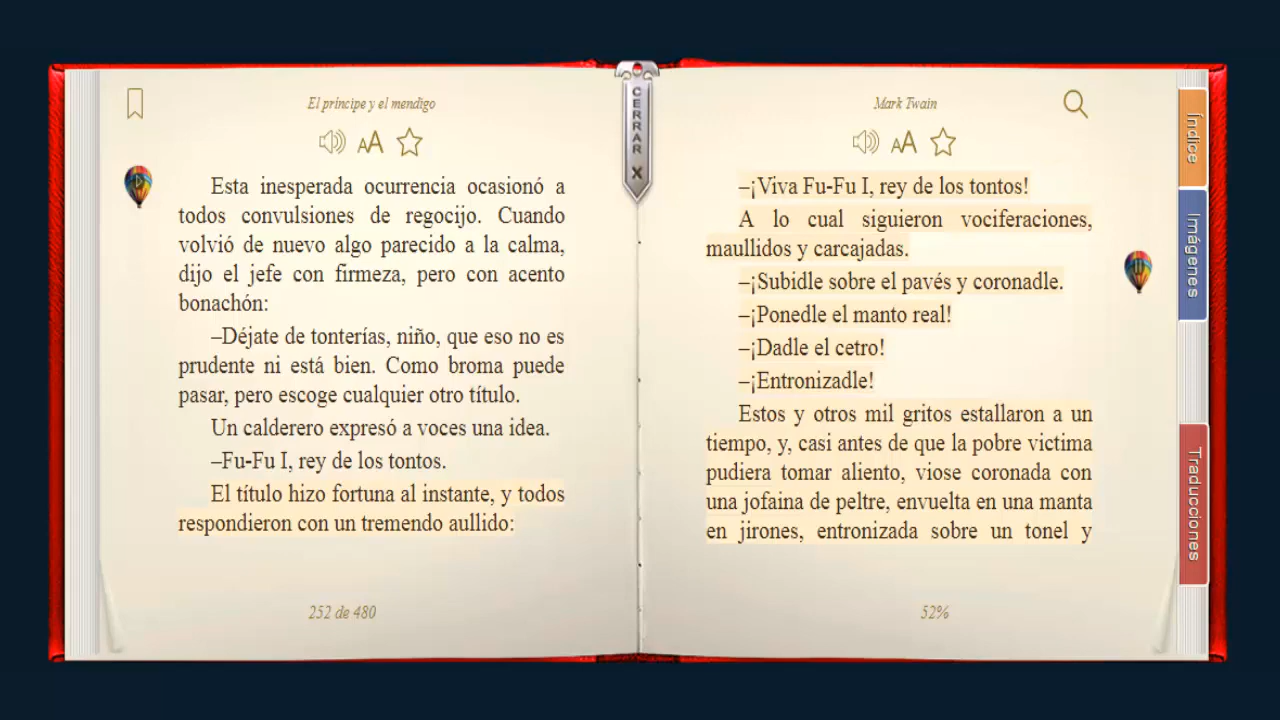 El príncipe y el mendigo
AA
Esta inesperada ocurrencia ocasionó a
todos convulsiones de regocijo. Cuando
volvió de nuevo algo parecido a la calma,
dijo el jefe con firmeza, pero con acento
bonachón:
–Déjate de tonterías, niño, que eso no es
prudente ni está bien. Como broma puede
pasar, pero escoge cualquier otro título.
Un calderero expresó a voces una idea.
–Fu-Fu I, rey de los tontos.
El título hizo fortuna al instante, y todos
respondieron con un tremendo aullido:
252 de 480
CERRAR X
Mark Twain
AA
–¡Viva Fu-Fu I, rey de los tontos!
A lo cual siguieron vociferaciones,
maullidos y carcajadas.
–¡Subidle sobre el pavés y coronadle.
–¡Ponedle el manto real!
–¡Dadle el cetro!
–¡Entronizadle!
Estos y otros mil gritos estallaron a un
tiempo, y, casi antes de que la pobre victima
pudiera tomar aliento, viose coronada con
una jofaina de peltre, envuelta en una manta
en jirones, entronizada sobre un tonel y
52%
Índice
Imágenes
Traducciones